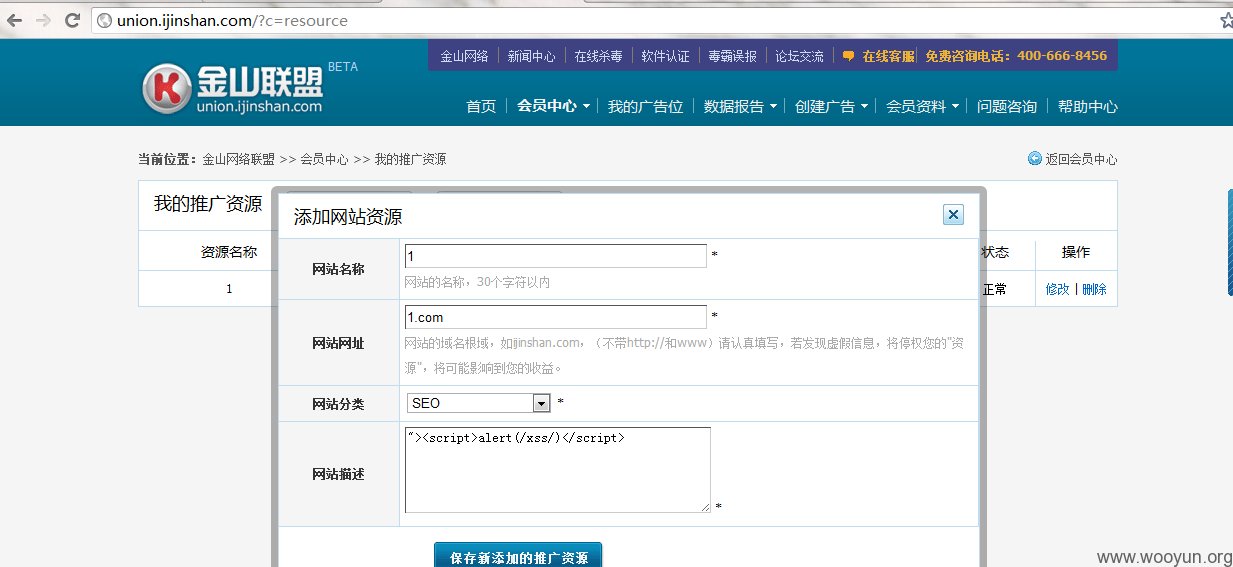 union.ijinshan.com/?c=resource
金山网络 新闻中心 在线杀毒 软件认证 毒霸误报 论坛交流 在线客服 免费咨询电话：400-666-8456
金山联盟 BETA
union.ijinshan.com
首页 会员中心 我的广告位 数据报告 创建广告 会员资料 问题咨询 帮助中心
当前位置：金山网络联盟 >> 会员中心 >> 我的推广资源
返回会员中心
我的推广资源
添加网站资源
资源名称
状态
操作
1
正常
修改 | 删除
网站名称
1 *
网站的名称，30个字符以内
网站网址
1.com *
网站的域名根域，如ijinshan.com，（不带http://和www）请认真填写，若发现虚假信息，将停权您的"资
源"，将可能影响到您的收益。
网站分类
SEO *
网站描述
“><script>alert(/xss/)</script>
*
保存新添加的推广资源
www.wooyun.org